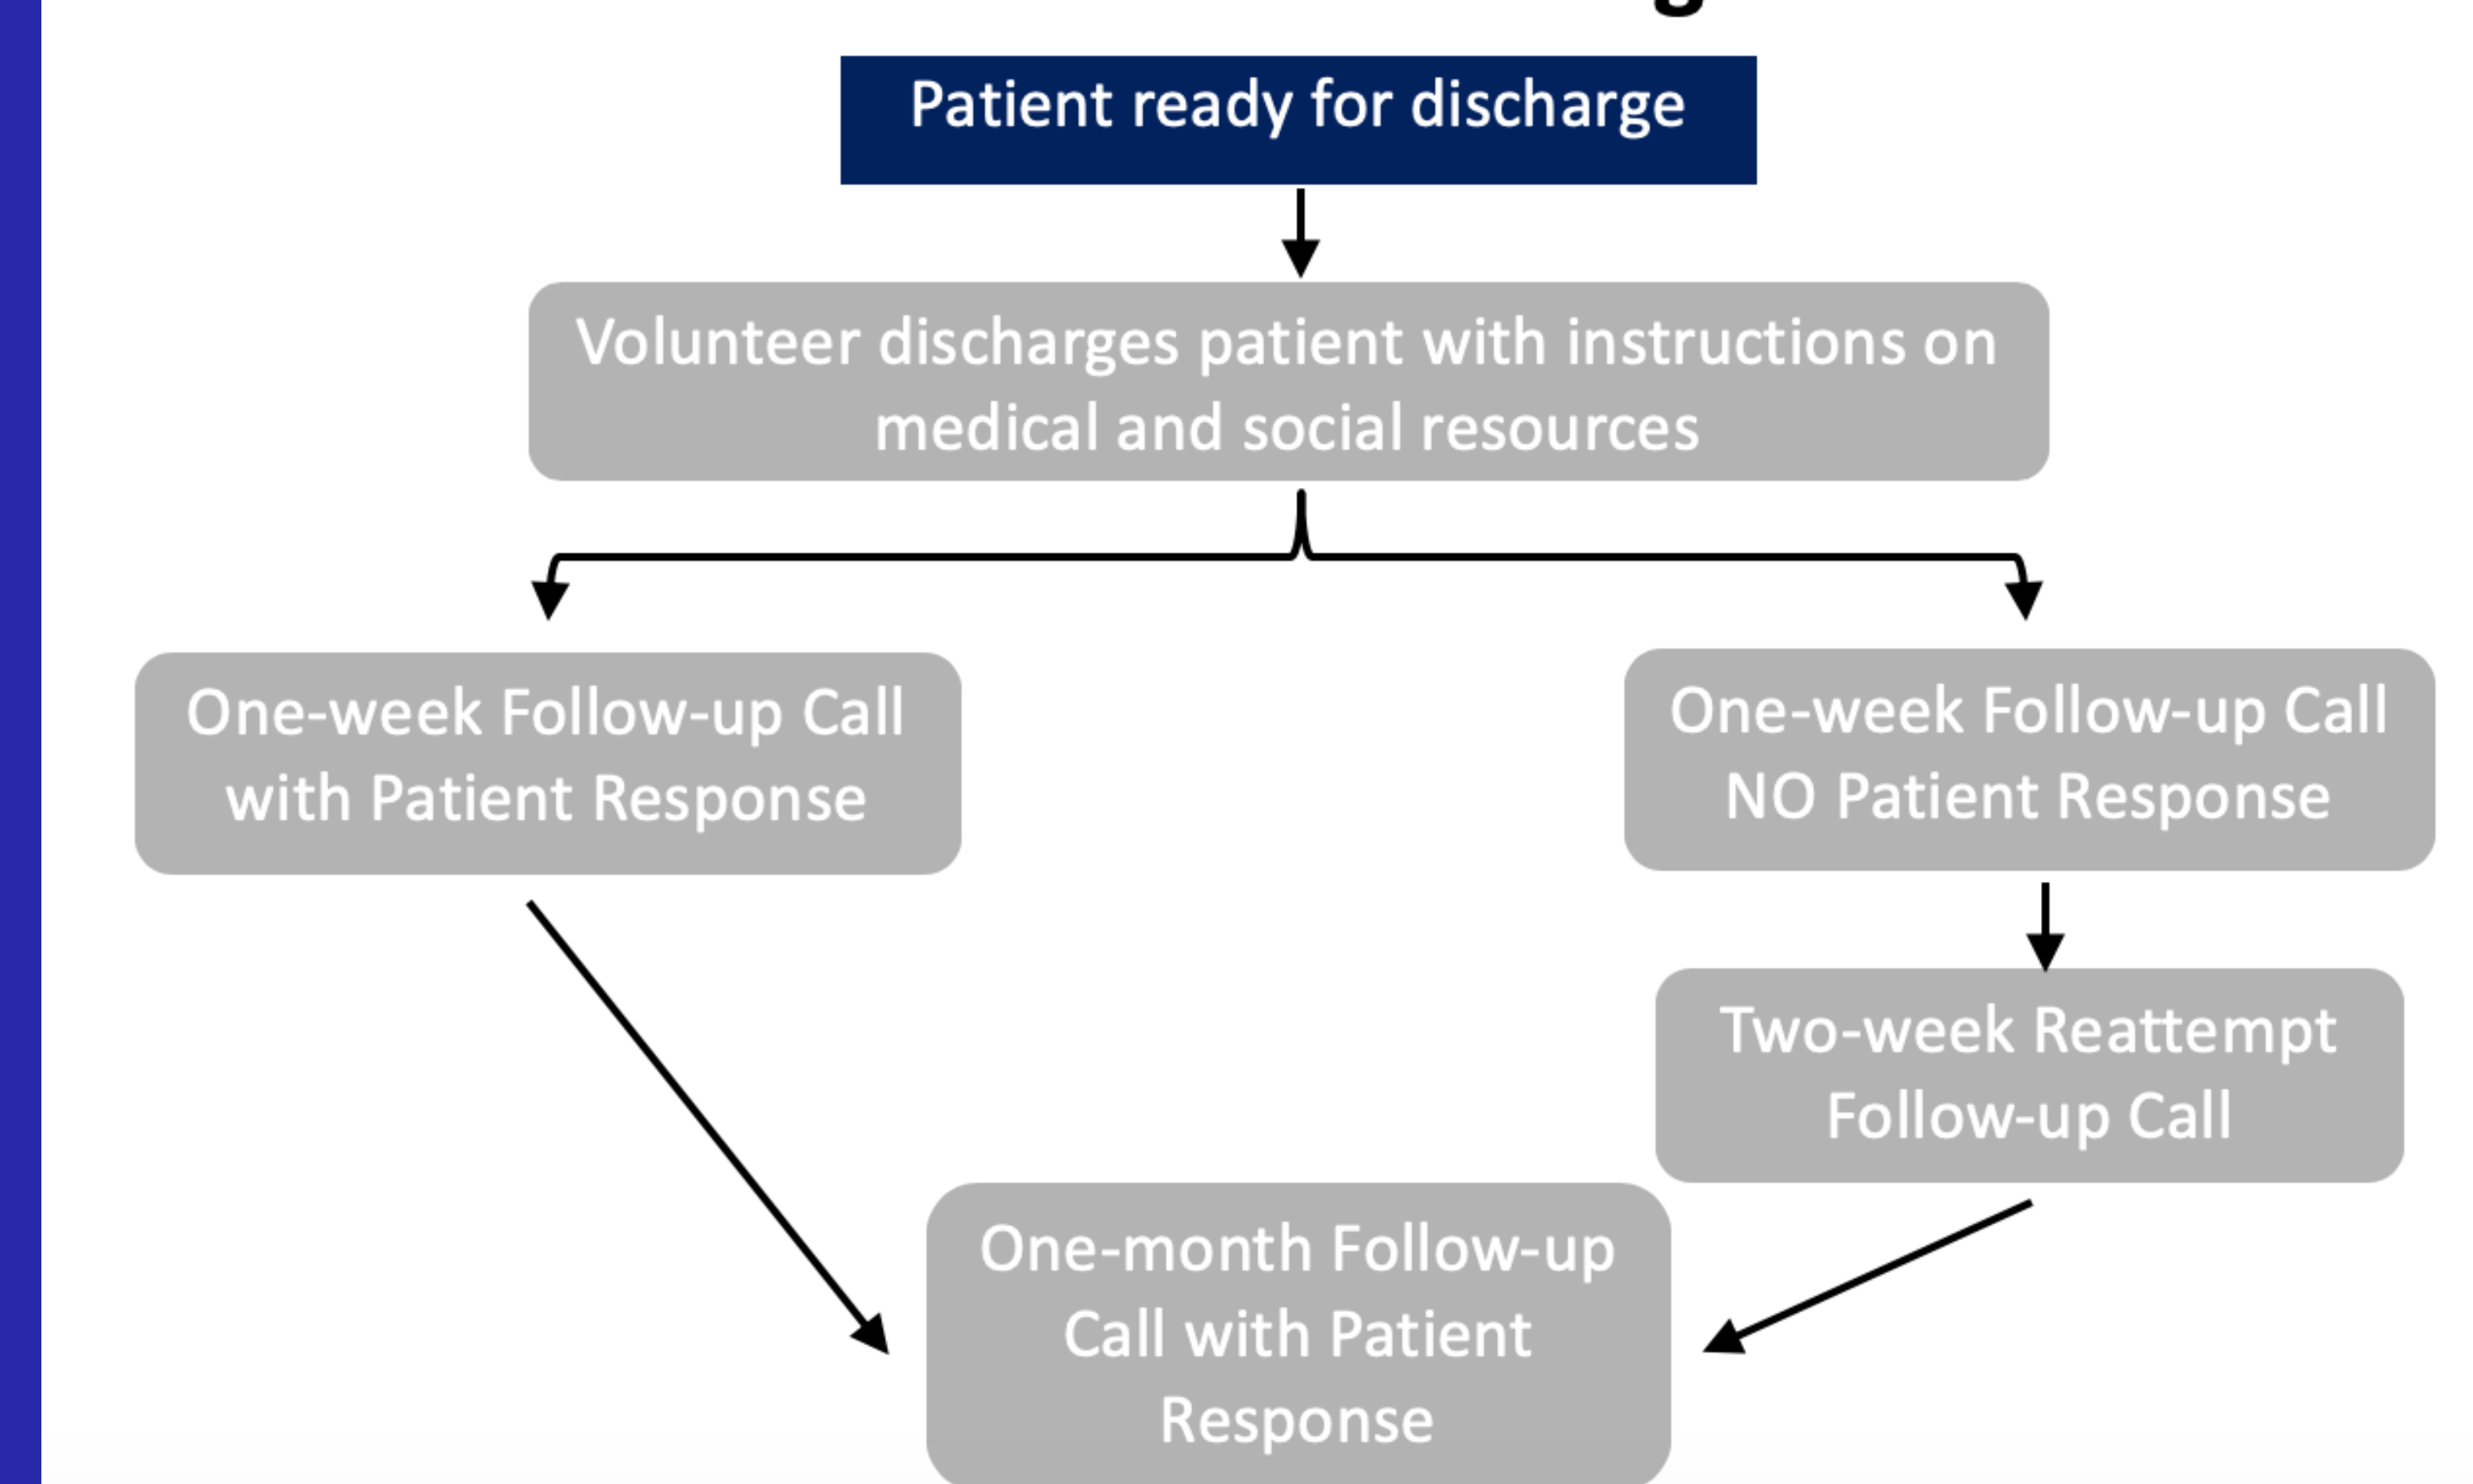 Patient ready for discharge
Volunteer discharges patient with instructions on
medical and social resources
One-week Follow-up Call
with Patient Response
One-week Follow-up Call
NO Patient Response
Two-week Reattempt
Follow-up Call
One-month Follow-up
Call with Patient
Response